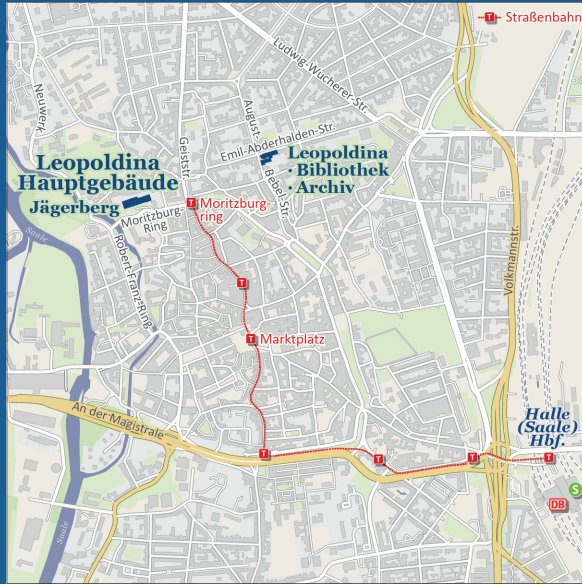 T Straßenbahn
Ludwig-Wucherer-Str.
Neuwerk
August-
Bebel-Str.
Emil-Abderhalden-Str.
Geiststr.
Leopoldina
Hauptgebäude
Jägerberg
Leopoldina
· Bibliothek
· Archiv
T Moritzburg-
ring
Moritzburg-
Ring
Robert-Franz-Ring
Saale
Volkmannstr.
T
T Marktplatz
An der Magistrale
Halle
(Saale)
Hbf.
T
T
T
T
S
DB
Saale